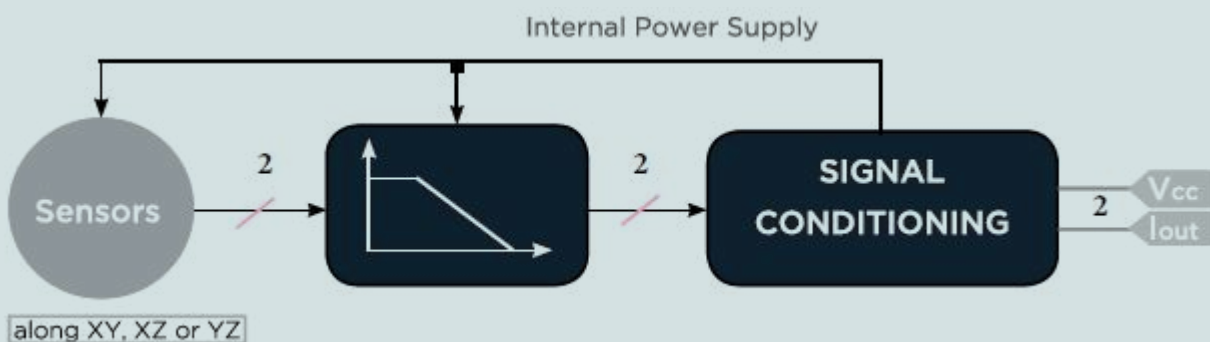 Internal Power Supply
Sensors
2
2
SIGNAL
CONDITIONING
2
Vcc
Iout
along XY, XZ or YZ